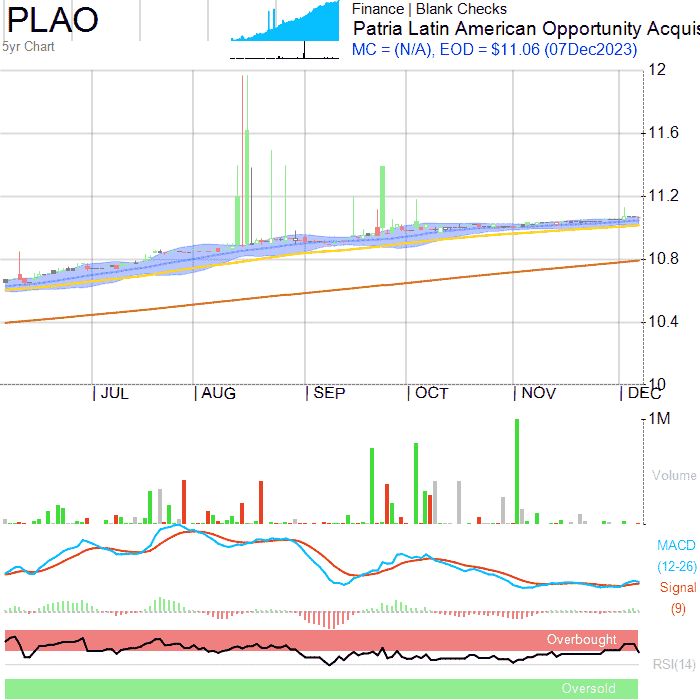 PLAO
5yr Chart
Finance | Blank Checks
Patria Latin American Opportunity Acquis
MC = (N/A), EOD = $11.06 (07Dec2023)
12
11.6
11.2
10.8
10.4
10
JUL AUG SEP OCT NOV DEC
1M
Volume
MACD
(12-26)
Signal
(9)
Overbought
RSI(14)
Oversold